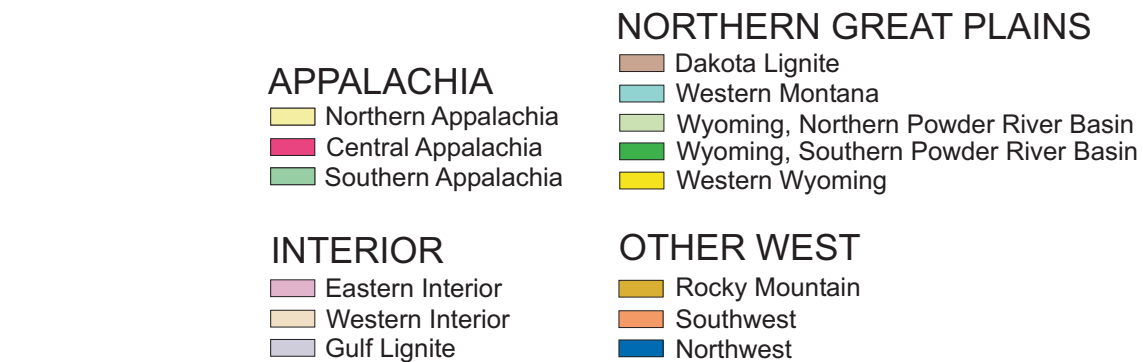 APPALACHIA
Northern Appalachia
Central Appalachia
Southern Appalachia
INTERIOR
Eastern Interior
Western Interior
Gulf Lignite
NORTHERN GREAT PLAINS
Dakota Lignite
Western Montana
Wyoming, Northern Powder River Basin
Wyoming, Southern Powder River Basin
Western Wyoming
OTHER WEST
Rocky Mountain
Southwest
Northwest